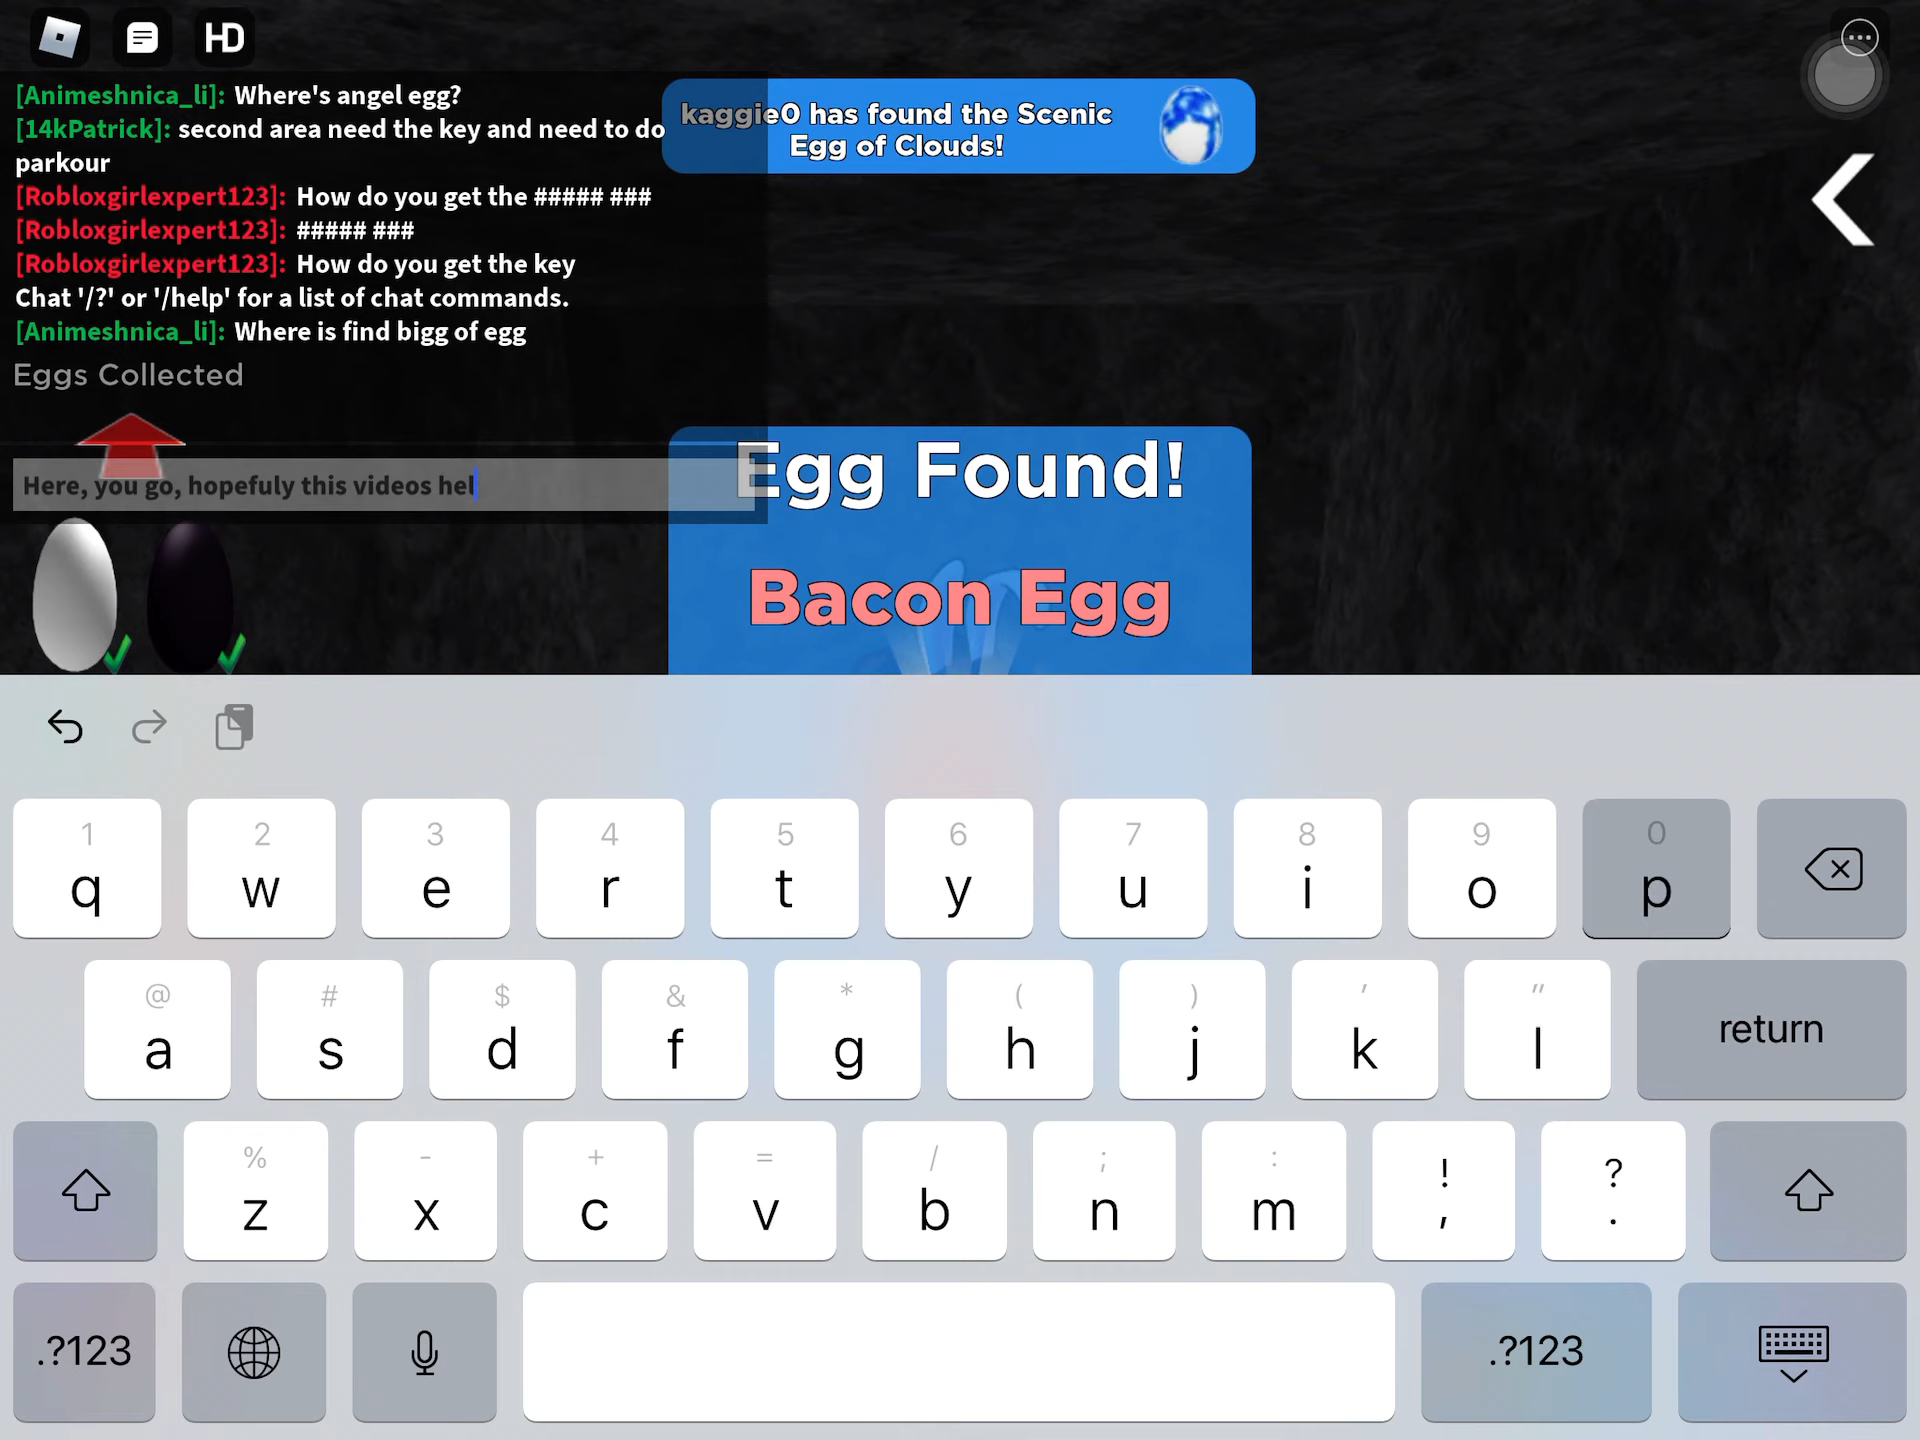 HD
[Animeshnica_li]: Where's angel egg?
[14kPatrick]: second area need the key and need to do
parkour
[Robloxgirlexpert123]: How do you get the ##### ###
[Robloxgirlexpert123]: ##### ###
[Robloxgirlexpert123]: How do you get the key
Chat '/?' or '/help' for a list of chat commands.
[Animeshnica_li]: Where is find bigg of egg
kaggie0 has found the Scenic
Egg of Clouds!
Eggs Collected
Here, you go, hopefuly this videos hel
Egg Found!
Bacon Egg
1 2 3 4 5 6 7 8 9 0
q w e r t y u i o p
@ # $ & * ( ) ' "
a s d f g h j k l return
% - + = / ; : ! ?
z x c v b n m , .
.?123 .?123